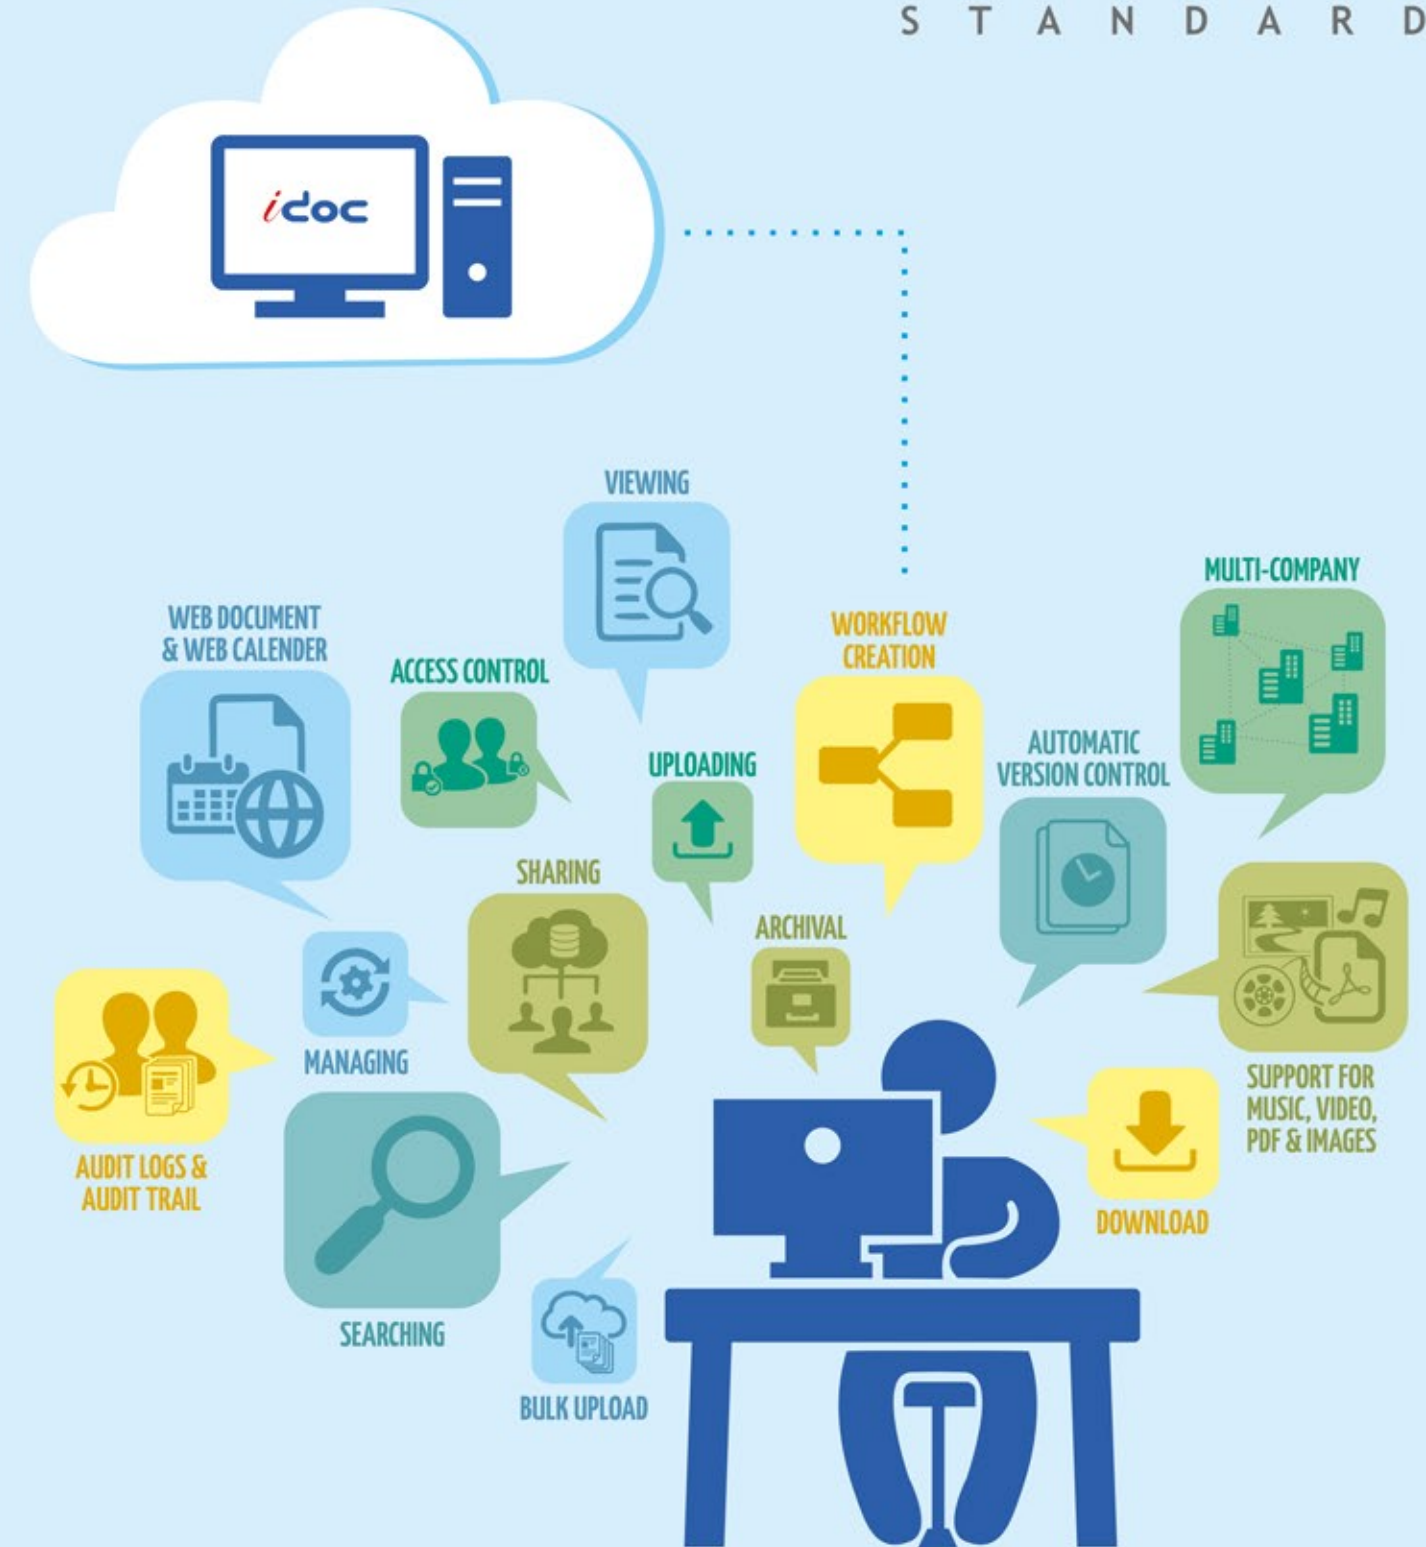 STANDARD
idoc
VIEWING
MULTI-COMPANY
WEB DOCUMENT
& WEB CALENDER
WORKFLOW
CREATION
ACCESS CONTROL
AUTOMATIC
VERSION CONTROL
UPLOADING
SHARING
ARCHIVAL
MANAGING
SUPPORT FOR
MUSIC, VIDEO,
PDF & IMAGES
AUDIT LOGS &
AUDIT TRAIL
DOWNLOAD
SEARCHING
BULK UPLOAD